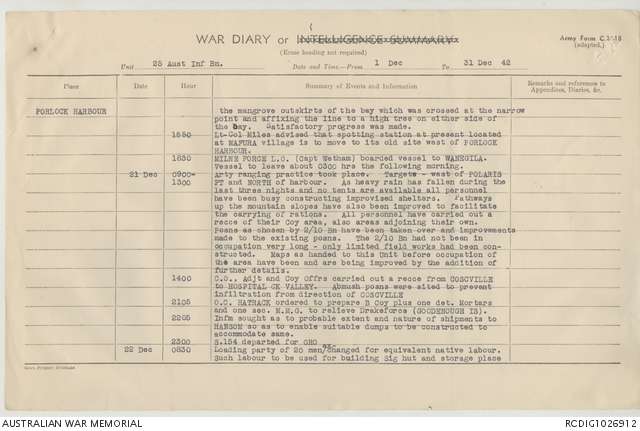 WAR DIARY or INTELLIGENCE SUMMARY
(Erase heading not required)
Army Form C.2118
(adapted.)
Unit 25 Aust Inf Bn. Date and Time—From 1 Dec To 31 Dec 42
Place Date Hour Summary of Events and Information Remarks and references to Appendices, Diaries, &c.
PORLOCK HARBOUR the mangrove outskirts of the bay which was crossed at the narrow
point and affixing the line to a high tree on either side of
the bay. Satisfactory progress was made.
1550 Lt-Col Miles advised that spotting station at present located
at MAFURA village is to move to its old site west of PORLOCK
HARBOUR.
1830 MILNE FORCE L.O. (Capt Wetham) boarded vessel to WANEGILA.
Vessel to leave about 0300 hrs the following morning.
21 Dec 0900- Arty ranging practice took place. Targets - west of POLARIS
1300 PT and NORTH of harbour. As heavy rain has fallen during the
last three nights and no tents are available all personnel
have been busy constructing improvised shelters. Pathways
up the mountain slopes have also been improved to facilitate
the carrying of rations. All personnel have carried out a
recce of their Coy area, also areas adjoining their own.
Posns as chosen by 2/10 Bn have been taken over and improvements
made to the existing posns. The 2/10 Bn had not been in
occupation very long - only limited field works had been con-
structed. Maps as handed to this Unit before occupation of
the area have been and are being improved by the addition of
further details.
1400 C.O., Adjt and Coy Offrs carried out a recce from COSCVILLE
to HOSPITAL CK VALLEY. Abmush posns were sited to prevent
infiltration from direction of COSCVILLE
2105 O.C. HATRACK ordered to prepare B Coy plus one det. Mortars
and one sec. M.M.G. to relieve Drakeforce (GOODENOUGH IS).
2205 Infm sought as to probable extent and nature of shipments to
HANSOM so as to enable suitable dumps to be constructed to
accommodate same.
2300 S.154 departed for ORO
22 Dec 0830 Loading party of 25 men/exchanged for equivalent native labour.
Such labour to be used for building Sig hut and storage place
AUSTRALIAN WAR MEMORIAL RCDIG1026912